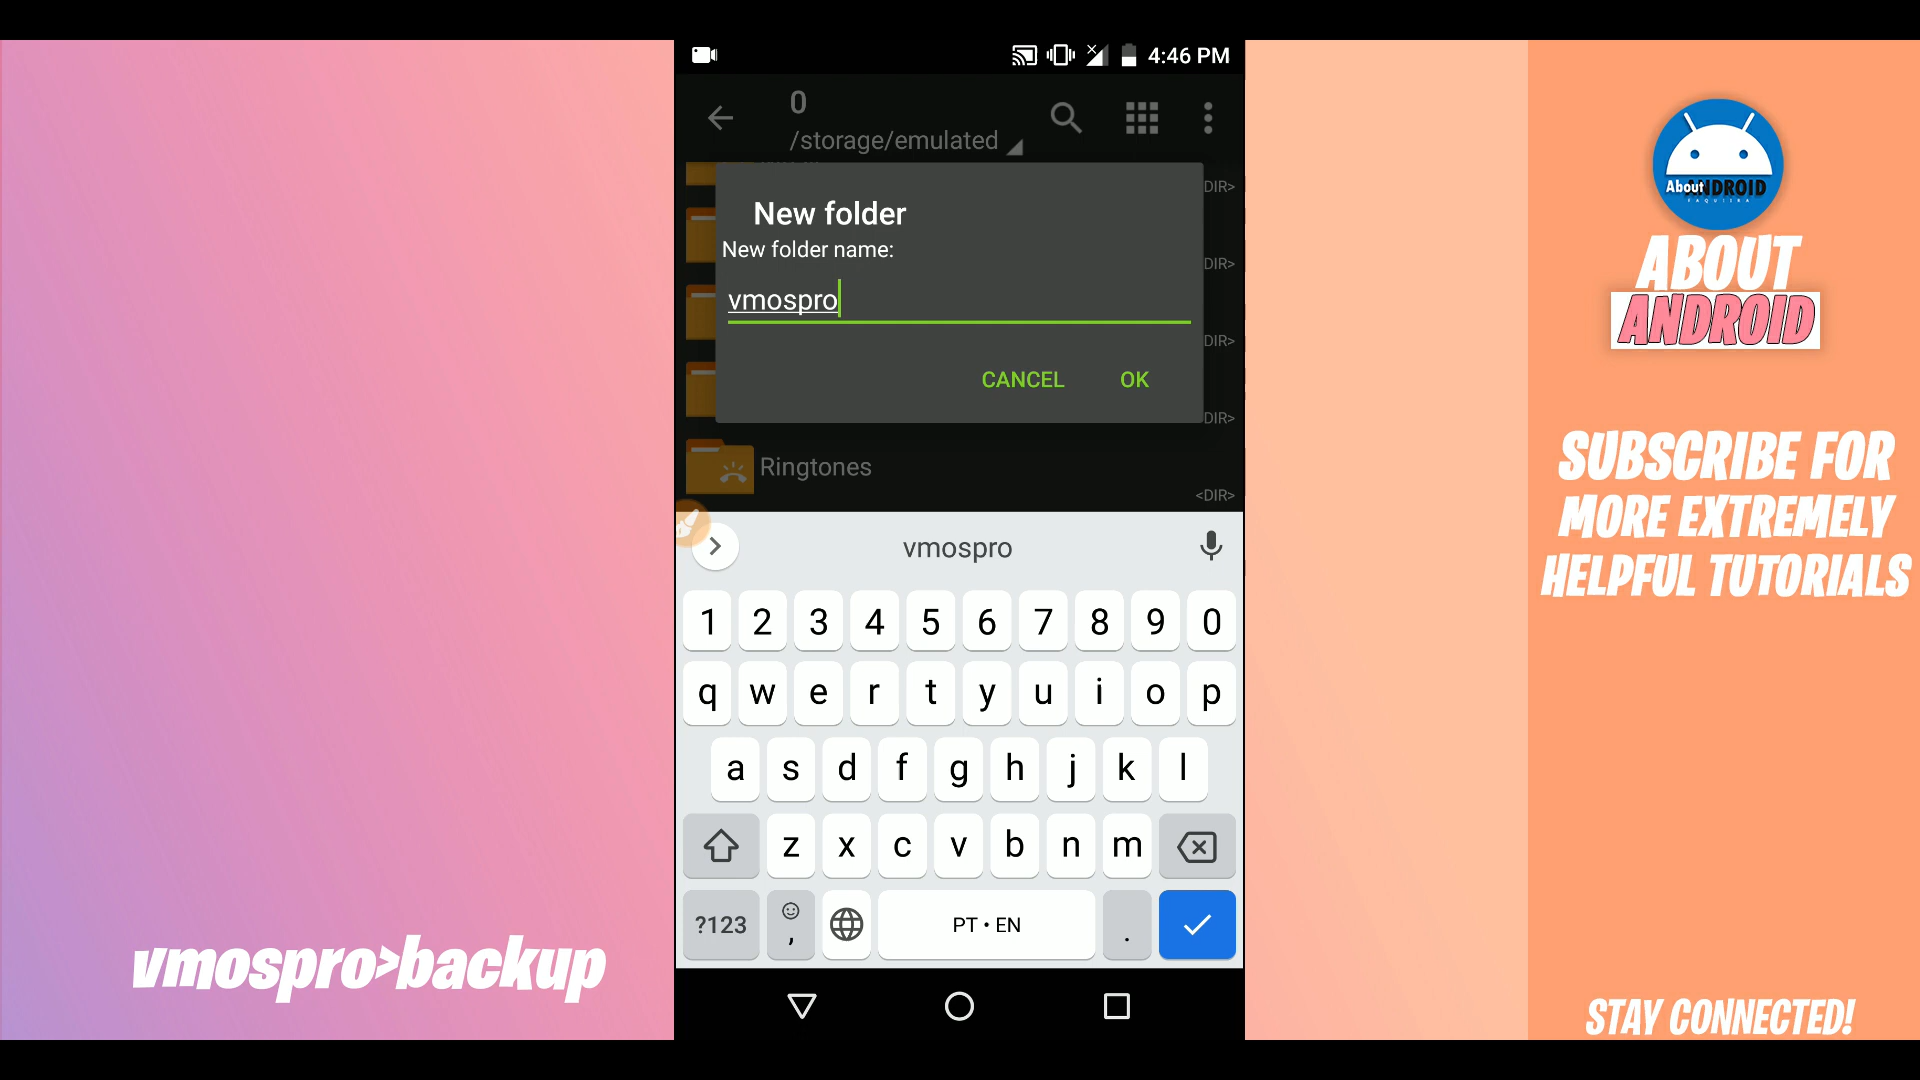 4:46 PM
0
/storage/emulated
DIR>
New folder
New folder name:
DIR>
vmospro
DIR>
CANCEL OK
DIR>
Ringtones
<DIR>
vmospro
1 2 3 4 5 6 7 8 9 0
q w e r t y u i o p
a s d f g h j k l
z x c v b n m
?123 , PT • EN .
vmospro>backup
About ANDROID
ABOUT
ANDROID
SUBSCRIBE FOR
MORE EXTREMELY
HELPFUL TUTORIALS
STAY CONNECTED!